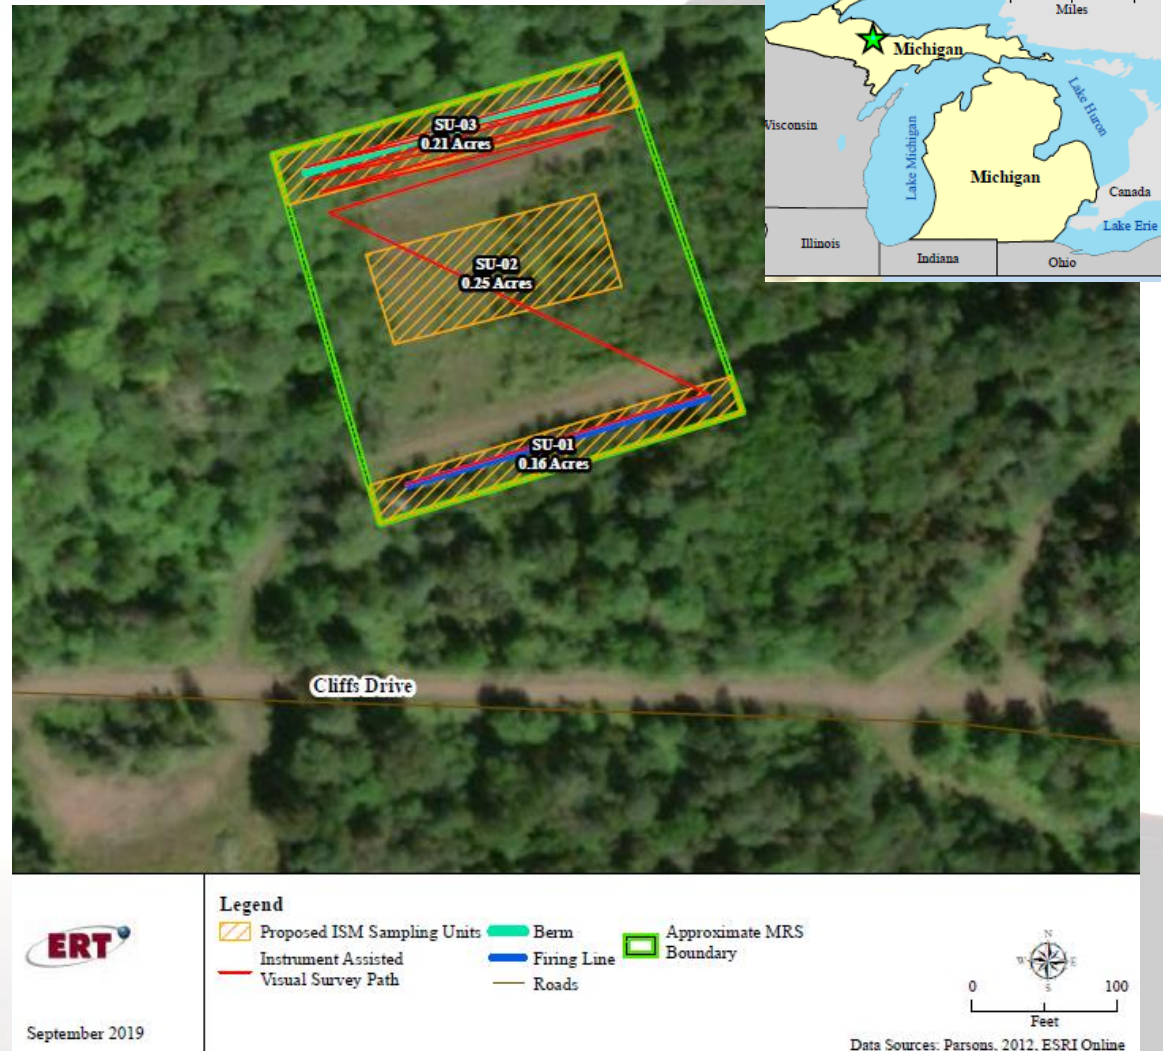 Miles
Michigan
Lake Huron
Wisconsin
Lake Michigan
Michigan
Canada
Lake Erie
Illinois
Indiana
Ohio
SU-03
0.21 Acres
SU-02
0.25 Acres
SU-01
0.16 Acres
Cliffs Drive
ERT
September 2019
Legend
Proposed ISM Sampling Units
Instrument Assisted
Visual Survey Path
Berm
Firing Line
Roads
Approximate MRS
Boundary
N
W E
S
0 100
Feet
Data Sources: Parsons, 2012, ESRI Online